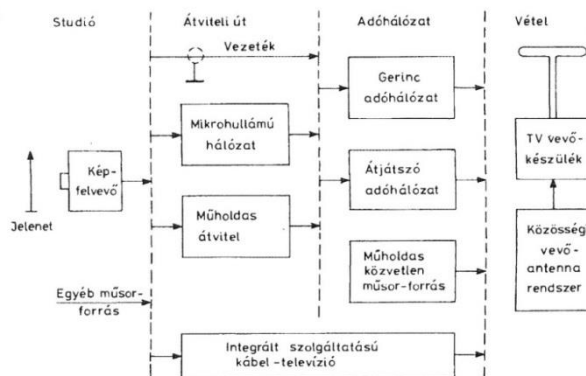 Studió
Átviteli út
Adóhálózat
Vétel
Vezeték
Gerinc
adóhálózat
Mikrohullámú
hálózat
TV vevő-
készülék
Kép-
felvevő
Átjátszó
adóhálózat
Jelenet
Műholdas
átvitel
Közösségi
vevő-
antenna
rendszer
Műholdas
közvetlen
műsor-forrás
Egyéb műsor-
forrás
Integrált szolgáltatású
kábel-televízió